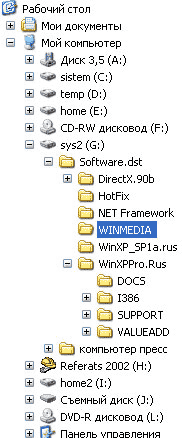 Рабочий стол
Мои документы
Мой компьютер
Диск 3,5 (A:)
sistem (C:)
temp (D:)
home (E:)
CD-RW дисковод (F:)
sys2 (G:)
Software.dst
DirectX.90b
HotFix
NET Framework
WINMEDIA
WinXP_SP1a.rus
WinXPPro.Rus
DOCS
I386
SUPPORT
VALUEADD
компьютер пресс
Referats 2002 (H:)
home2 (I:)
Съемный диск (J:)
DVD-R дисковод (L:)
Панель управления